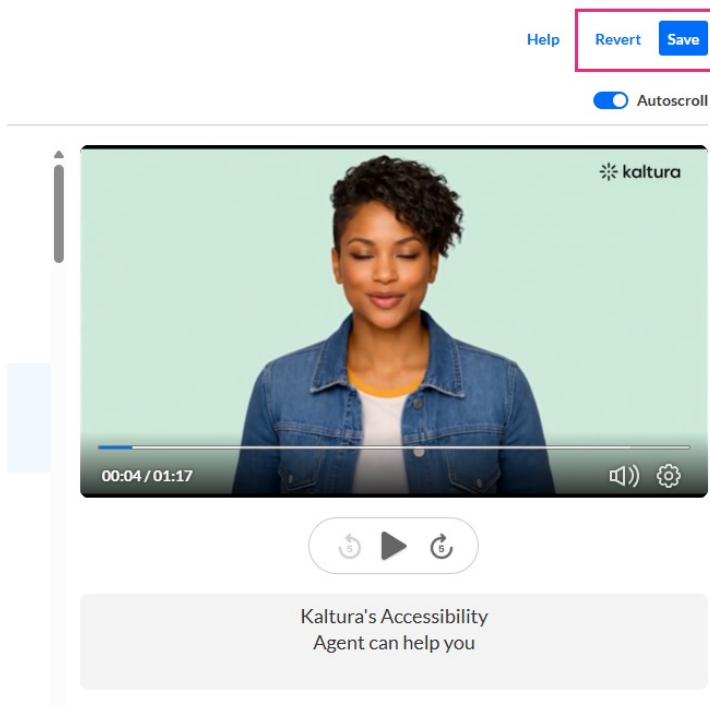 Help Revert Save
Autoscroll
kaltura
00:04 / 01:17
5 5
Kaltura's Accessibility
Agent can help you